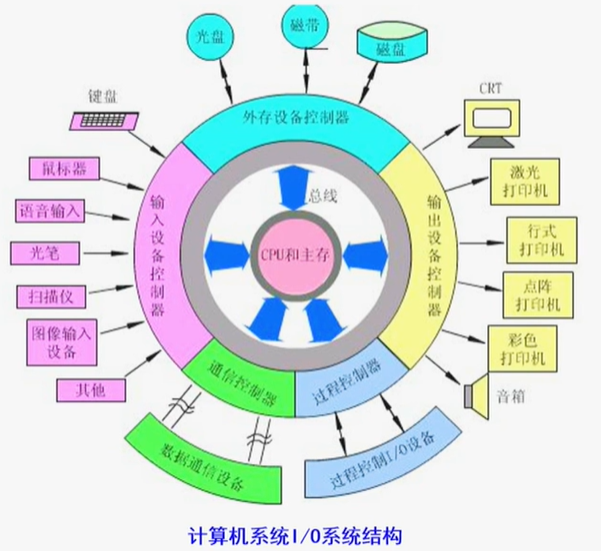 光盘
磁带
磁盘
键盘
外存设备控制器
CRT
鼠标器
语音输入
光笔
扫描仪
图像输入
设备
其他
输入设备控制器
总线
CPU和主存
输出设备控制器
激光
打印机
行式
打印机
点阵
打印机
彩色
打印机
音箱
通信控制器
过程控制器
数据通信设备
过程控制I/O设备
计算机系统I/O系统结构